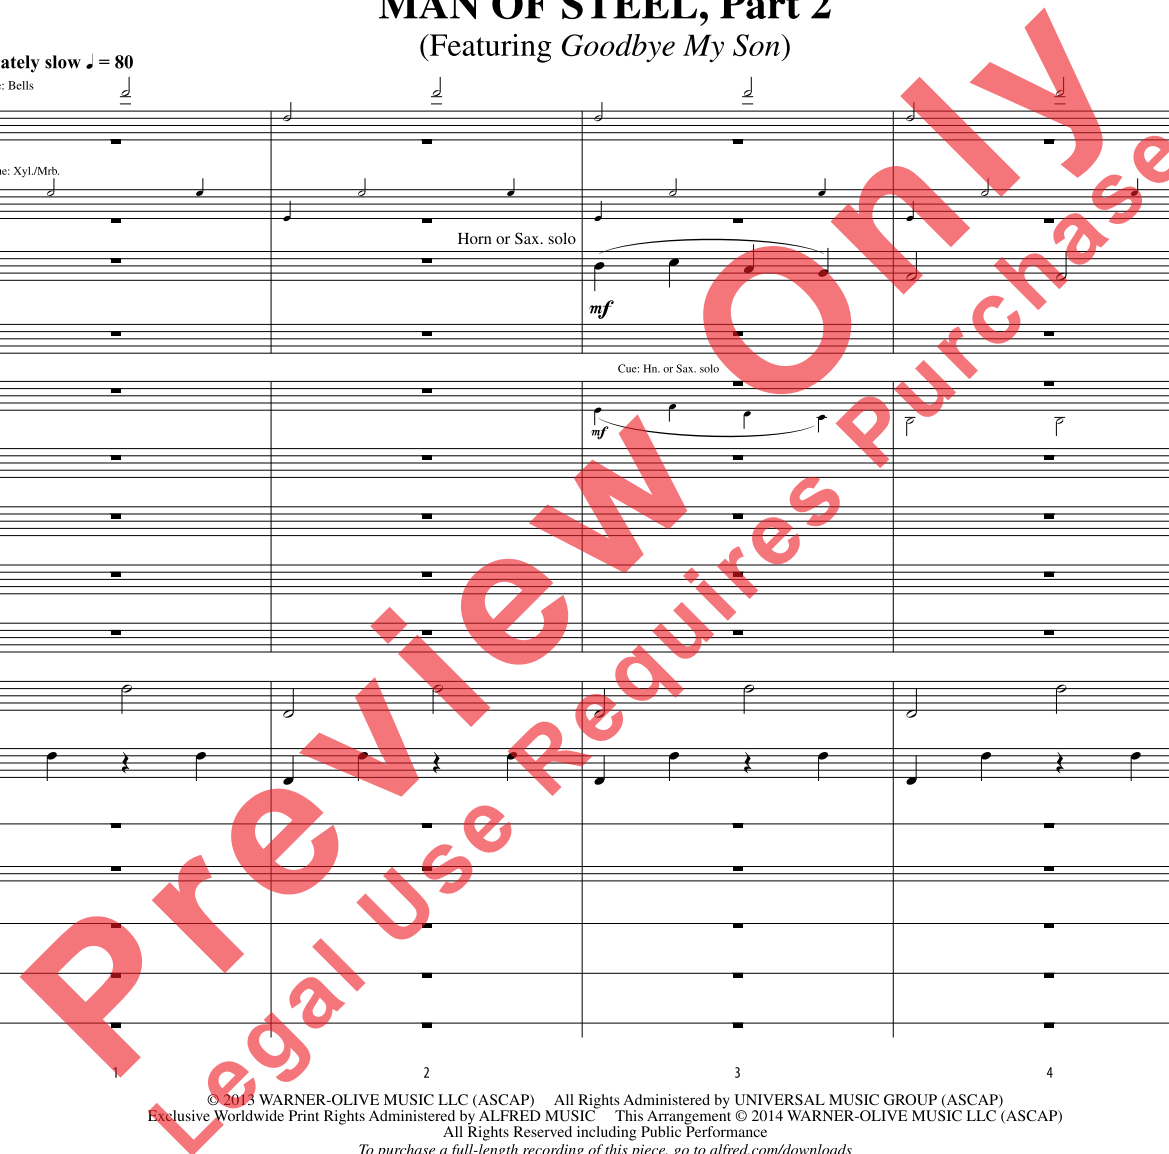 MAN OF STEEL, Part 2
(Featuring Goodbye My Son)
ately slow ♩ = 80
: Bells
e: Xyl./Mrb.
Horn or Sax. solo
mf
Cue: Hn. or Sax. solo
mf
Preview Only
Legal Use Requires Purchase
1 2 3 4
© 2013 WARNER-OLIVE MUSIC LLC (ASCAP) All Rights Administered by UNIVERSAL MUSIC GROUP (ASCAP)
Exclusive Worldwide Print Rights Administered by ALFRED MUSIC This Arrangement © 2014 WARNER-OLIVE MUSIC LLC (ASCAP)
All Rights Reserved including Public Performance
To purchase a full-length recording of this piece, go to alfred.com/downloads